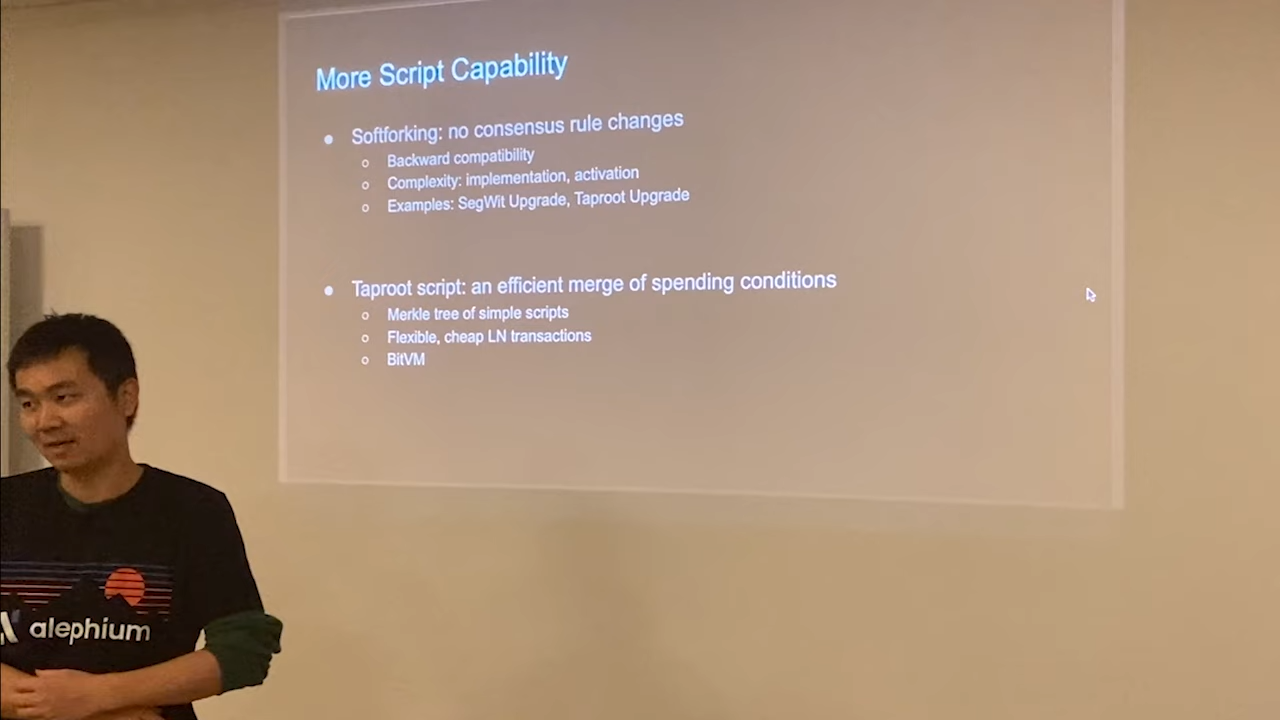 More Script Capability
● Softforking: no consensus rule changes
○ Backward compatibility
○ Complexity: implementation, activation
○ Examples: SegWit Upgrade, Taproot Upgrade
● Taproot script: an efficient merge of spending conditions
○ Merkle tree of simple scripts
○ Flexible, cheap LN transactions
○ BitVM
alephium